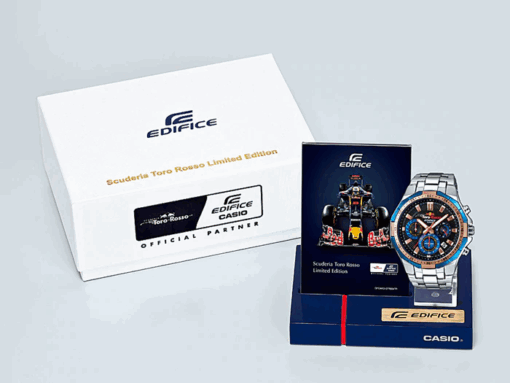 EDIFICE
Scuderia Toro Rosso Limited Edition
Toro Rosso
EDIFICE
CASIO
OFFICIAL PARTNER
EDIFICE
Scuderia Toro Rosso
Limited Edition
EDIFICE
CASIO